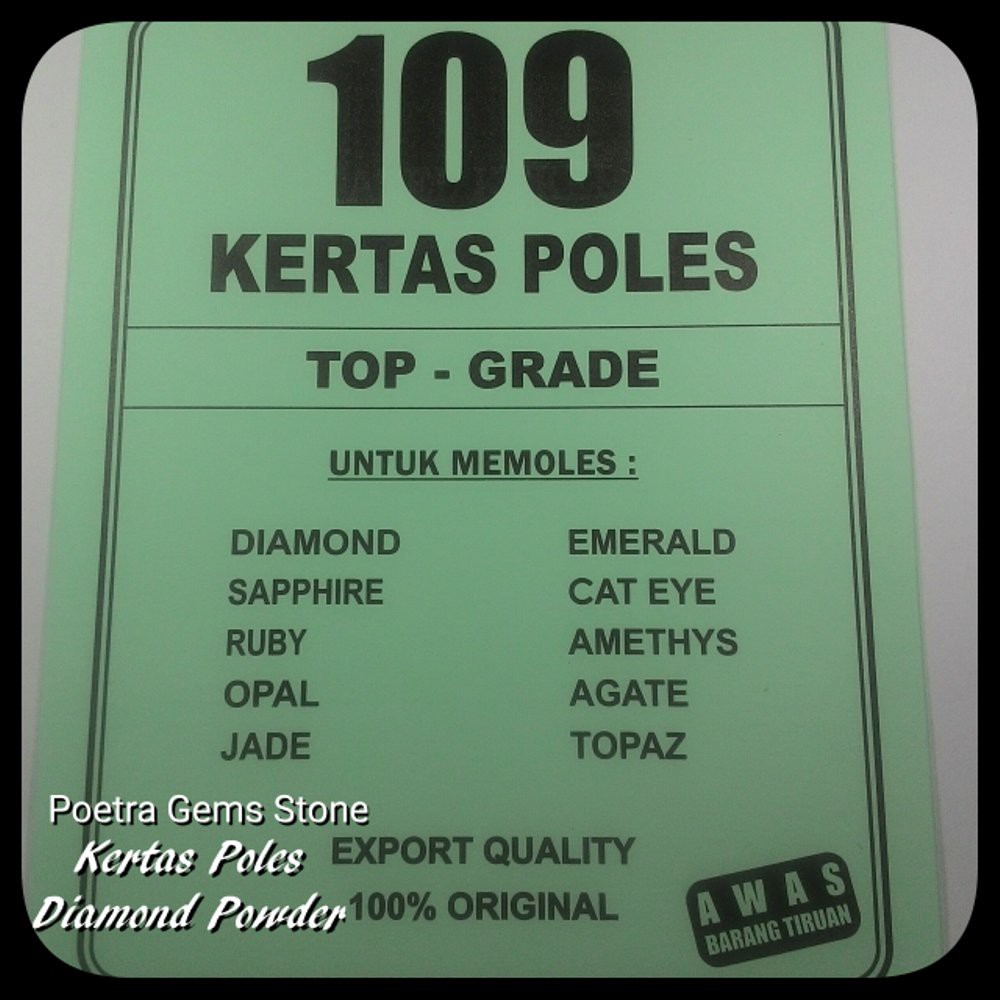 109
KERTAS POLES
TOP - GRADE
UNTUK MEMOLES :
DIAMOND EMERALD
SAPPHIRE CAT EYE
RUBY AMETHYS
OPAL AGATE
JADE TOPAZ
Poetra Gems Stone
Kertas Poles
Diamond Powder
EXPORT QUALITY
100% ORIGINAL
AWAS
BARANG TIRUAN